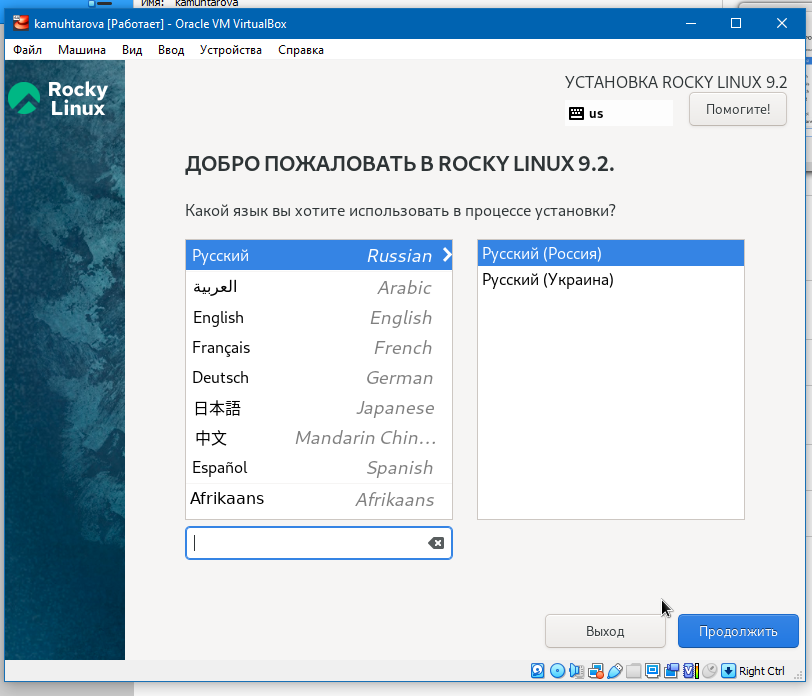 Имя: kamuhtarova
kamuhtarova [Работает] - Oracle VM VirtualBox
Файл Машина Вид Ввод Устройства Справка
Rocky
Linux
УСТАНОВКА ROCKY LINUX 9.2
us
Помогите!
ДОБРО ПОЖАЛОВАТЬ В ROCKY LINUX 9.2.
Какой язык вы хотите использовать в процессе установки?
Русский Russian
العربية Arabic
English English
Français French
Deutsch German
日本語 Japanese
中文 Mandarin Chin…
Español Spanish
Afrikaans Afrikaans
Русский (Россия)
Русский (Украина)
Выход
Продолжить
Right Ctrl